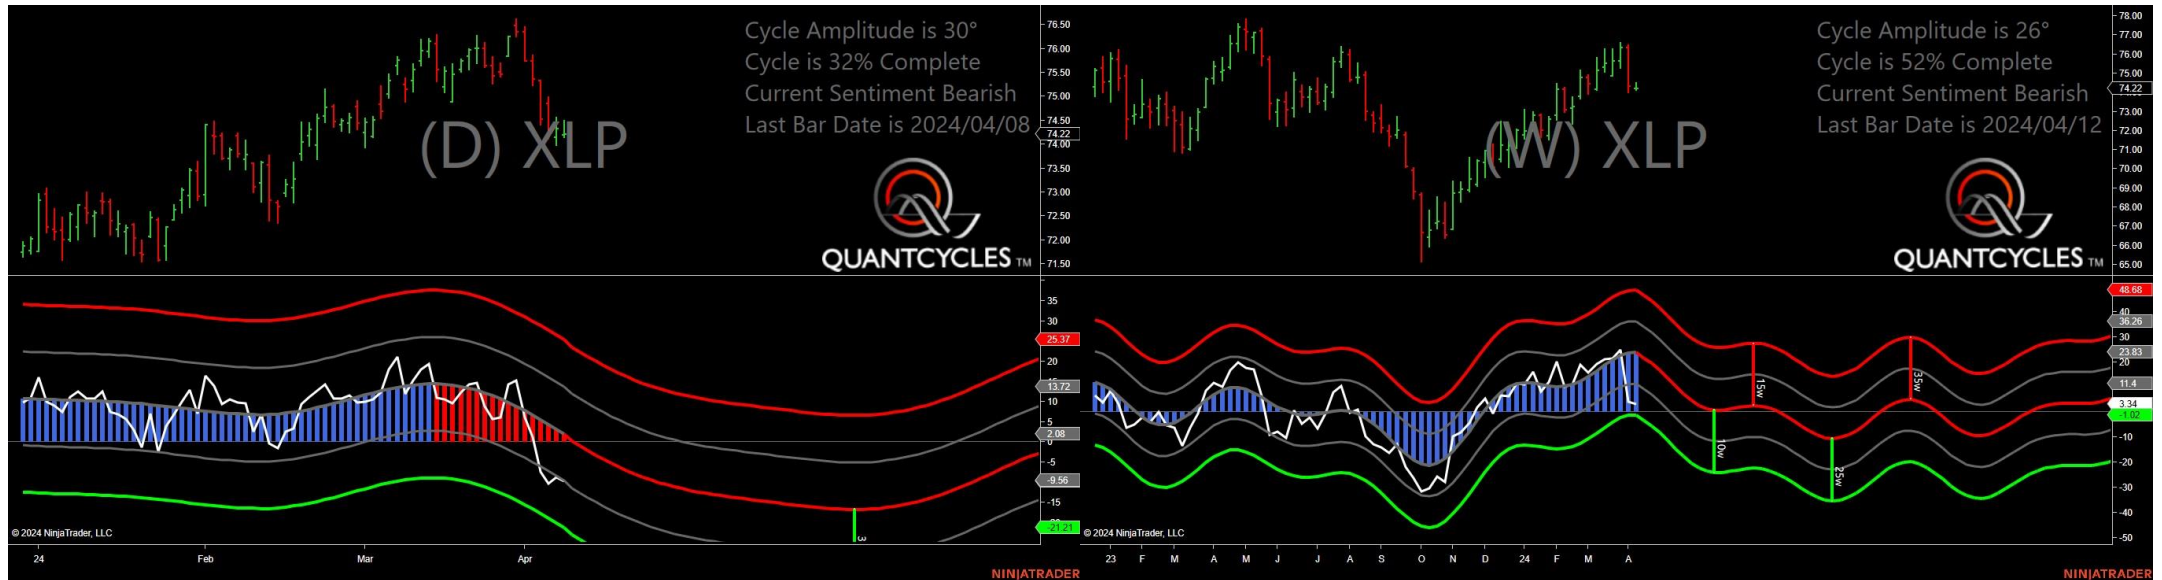 Cycle Amplitude is 30°
Cycle is 32% Complete
Current Sentiment Bearish
Last Bar Date is 2024/04/08
(D) XLP
QUANTCYCLES TM
76.50
76.00
75.50
75.00
74.50
74.22
74.00
73.50
73.00
72.50
72.00
71.50
35
30
25.37
20
13.72
10
5
2.08
0
-5
-9.56
-15
-21.21
3
© 2024 NinjaTrader, LLC
24 Feb Mar Apr
NINJATRADER
Cycle Amplitude is 26°
Cycle is 52% Complete
Current Sentiment Bearish
Last Bar Date is 2024/04/12
(W) XLP
QUANTCYCLES TM
78.00
77.00
76.00
75.00
74.22
73.00
72.00
71.00
70.00
69.00
68.00
67.00
66.00
65.00
48.68
40
36.26
30
23.83
20
11.4
3.34
-1.02
-10
-20
-30
-40
-50
10w
15w
25w
35w
© 2024 NinjaTrader, LLC
23 F M A M J J A S O N D 24 F M A
NINJATRADER